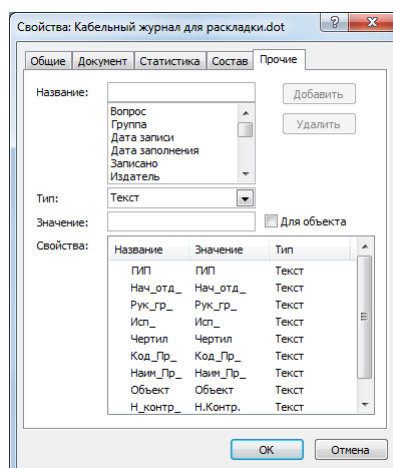 Свойства: Кабельный журнал для раскладки.dot
Общие Документ Статистика Состав Прочие
Название:
Добавить
Вопрос
Группа
Удалить
Дата записи
Дата заполнения
Записано
Издатель
Тип: Текст
Значение: Для объекта
Свойства: Название Значение Тип
ГИП ГИП Текст
Нач_отд_ Нач_отд_ Текст
Рук_гр_ Рук_гр_ Текст
Исп_ Исп_ Текст
Чертил Чертил Текст
Код_Пр_ Код_Пр_ Текст
Наим_Пр_ Наим_Пр_ Текст
Объект Объект Текст
Н_контр_ Н.Контр. Текст
ОК Отмена